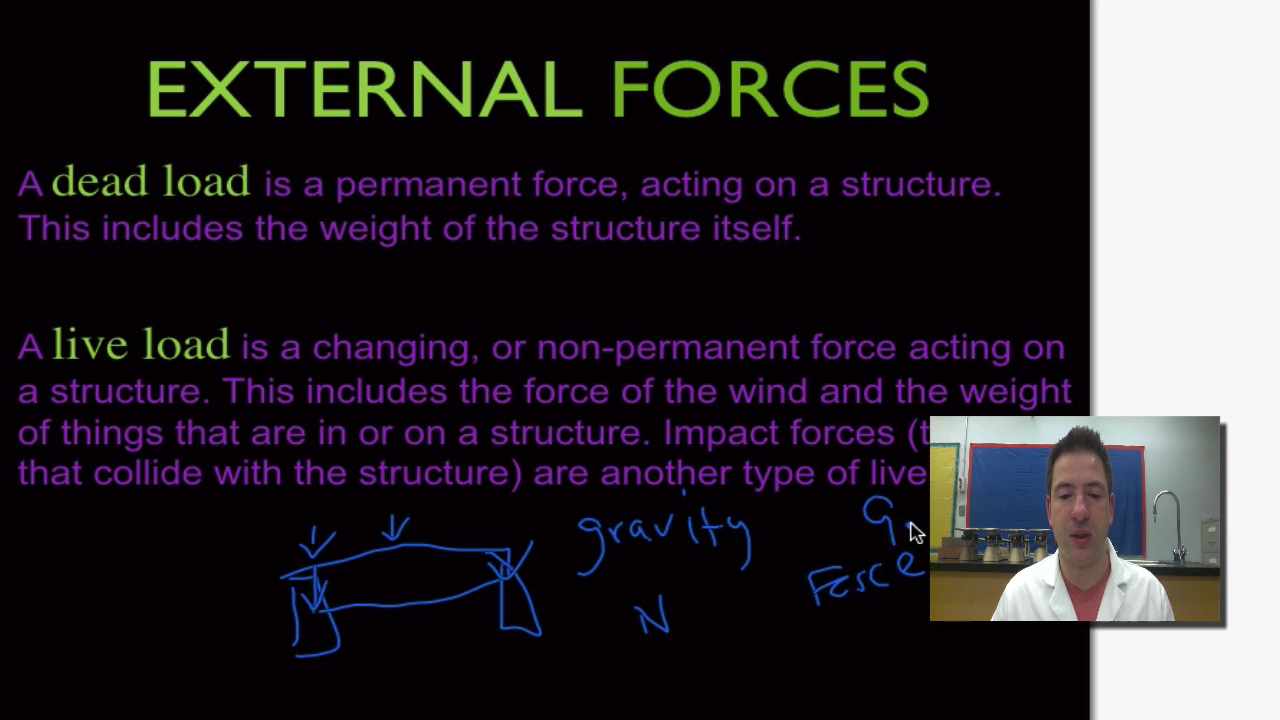 EXTERNAL FORCES
A dead load is a permanent force, acting on a structure.
This includes the weight of the structure itself.
A live load is a changing, or non-permanent force acting on
a structure. This includes the force of the wind and the weight
of things that are in or on a structure. Impact forces (t
that collide with the structure) are another type of live
gravity
G
Force
N